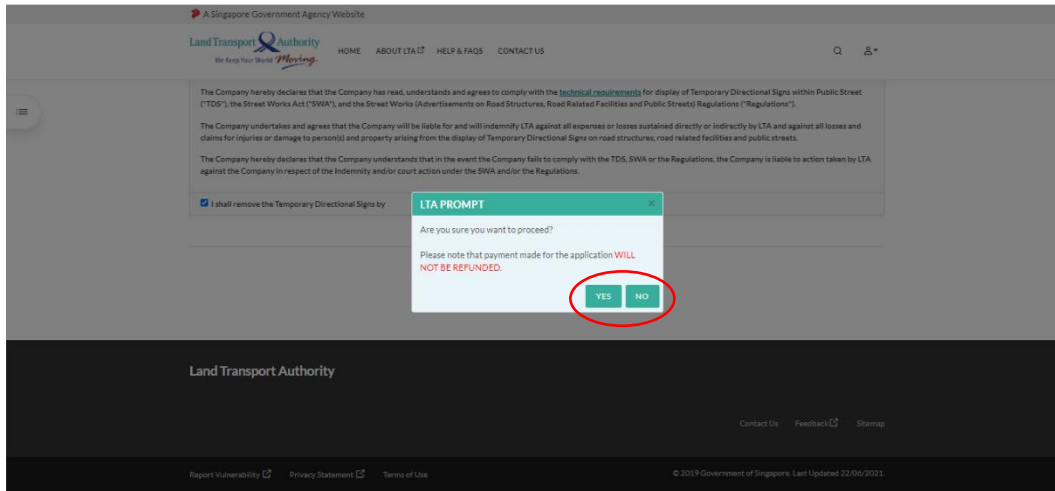 A Singapore Government Agency Website
Land Transport Authority
We Keep Your World Moving
HOME ABOUT LTA HELP & FAQS CONTACT US
The Company hereby declares that the Company has read, understands and agrees to comply with the technical requirements for display of Temporary Directional Signs within Public Street
("TDS"), the Street Works Act ("SWA"), and the Street Works (Advertisements on Road Structures, Road Related Facilities and Public Streets) Regulations ("Regulations").
The Company undertakes and agrees that the Company will be liable for and will indemnify LTA against all expenses or losses sustained directly or indirectly by LTA and against all losses and
claims for injuries or damage to person(s) and property arising from the display of Temporary Directional Signs on road structures, road related facilities and public streets.
The Company hereby declares that the Company understands that in the event the Company fails to comply with the TDS, SWA or the Regulations, the Company is liable to action taken by LTA
against the Company in respect of the Indemnity and/or court action under the SWA and/or the Regulations.
I shall remove the Temporary Directional Signs by
LTA PROMPT ×
Are you sure you want to proceed?
Please note that payment made for the application WILL
NOT BE REFUNDED.
YES NO
Land Transport Authority
Contact Us Feedback Sitemap
Report Vulnerability Privacy Statement Terms of Use © 2019 Government of Singapore. Last Updated 22/06/2021.